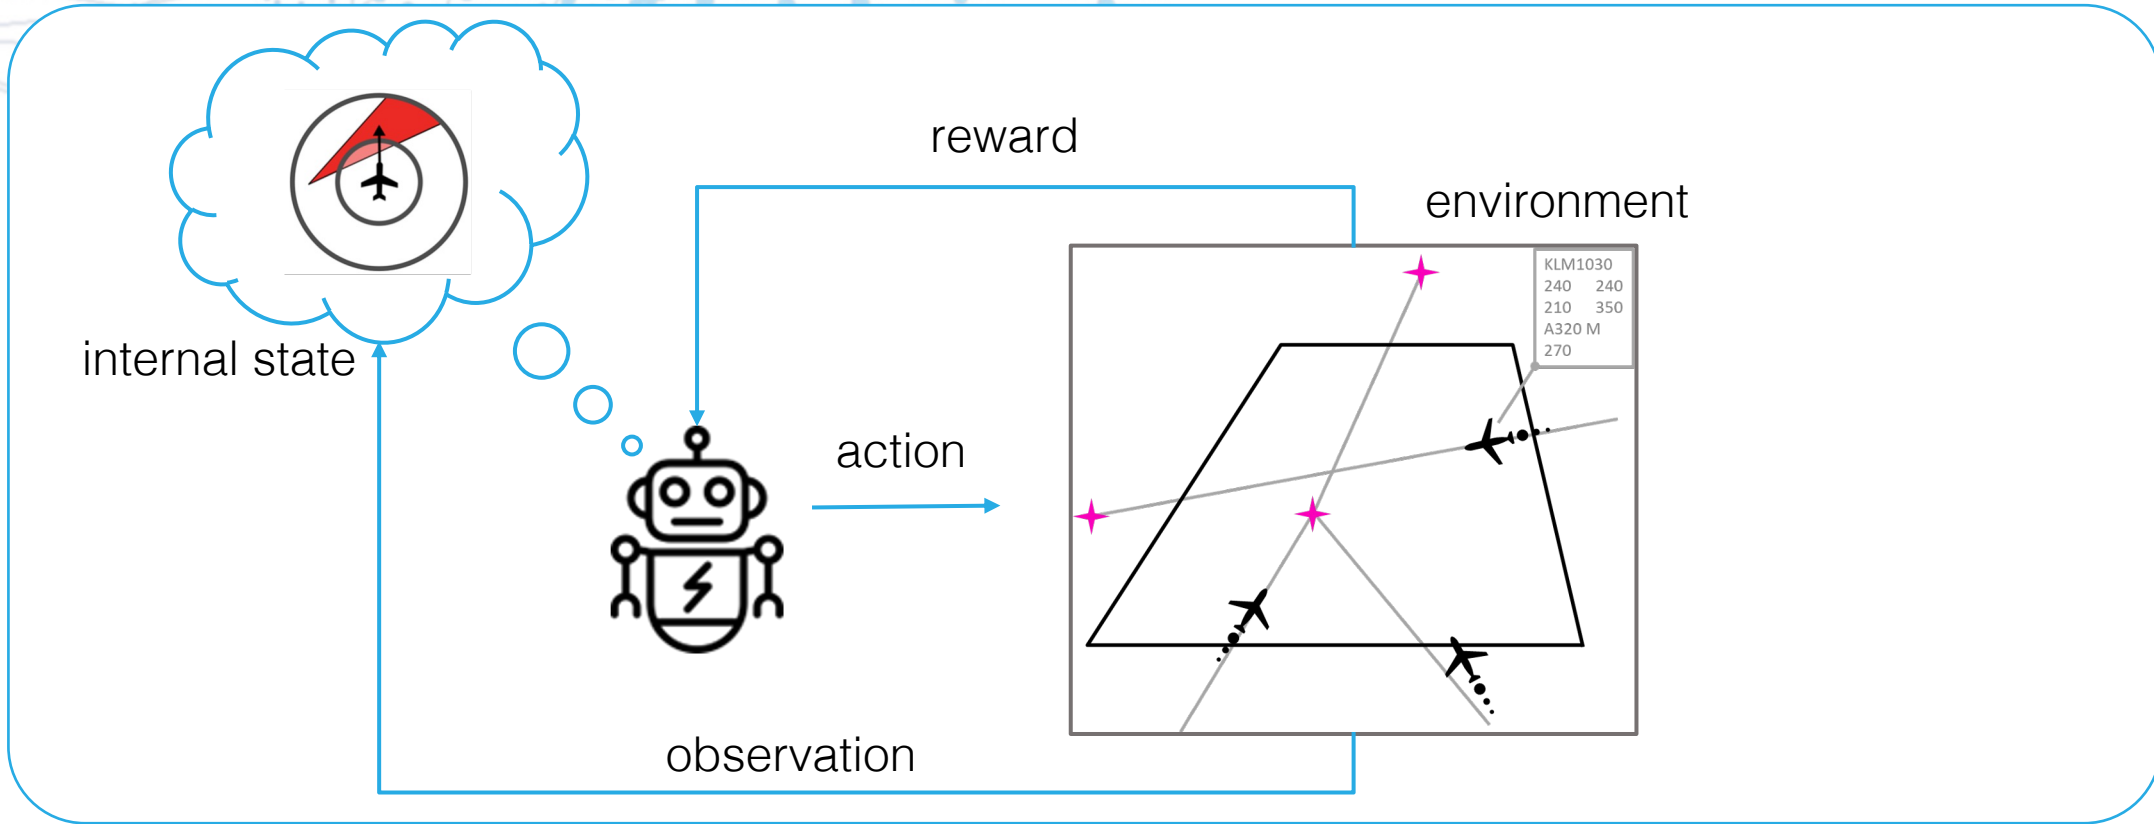 reward
environment
KLM1030
240 240
210 350
A320 M
270
internal state
action
observation